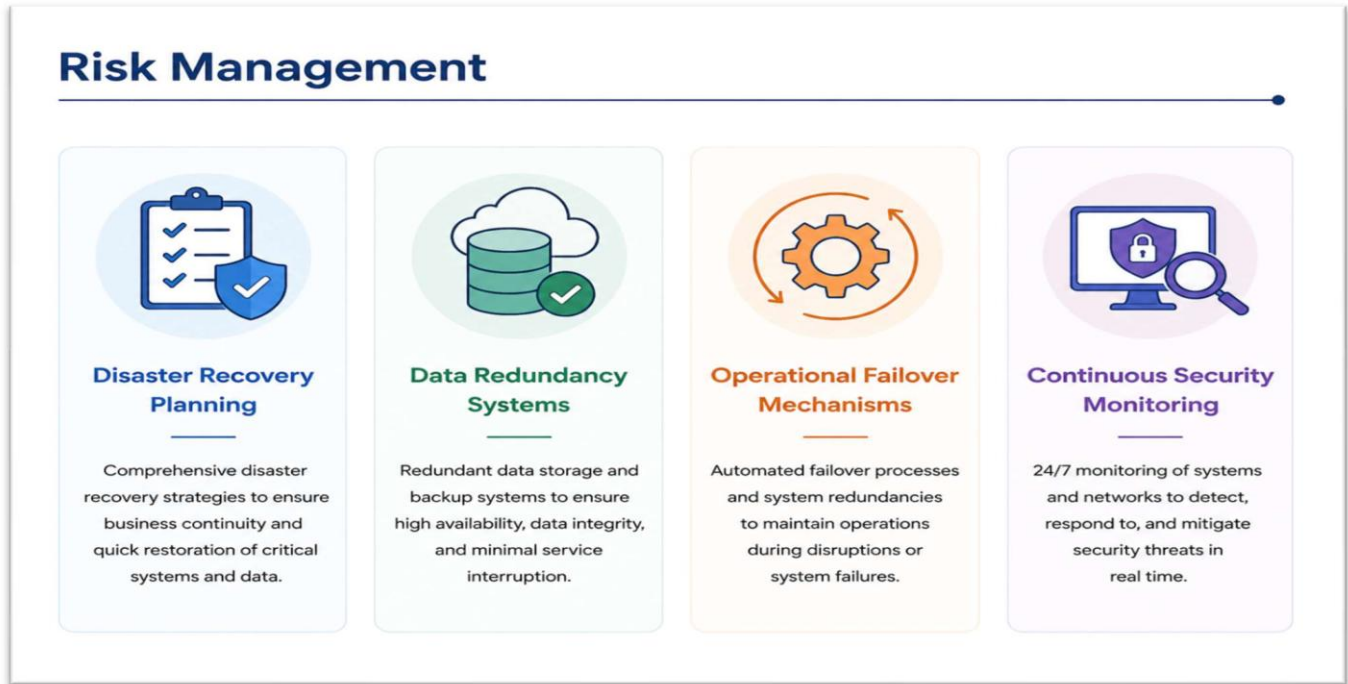 Risk Management
Disaster Recovery
Planning
Comprehensive disaster
recovery strategies to ensure
business continuity and
quick restoration of critical
systems and data.
Data Redundancy
Systems
Redundant data storage and
backup systems to ensure
high availability, data integrity,
and minimal service
interruption.
Operational Failover
Mechanisms
Automated failover processes
and system redundancies
to maintain operations
during disruptions or
system failures.
Continuous Security
Monitoring
24/7 monitoring of systems
and networks to detect,
respond to, and mitigate
security threats in
real time.